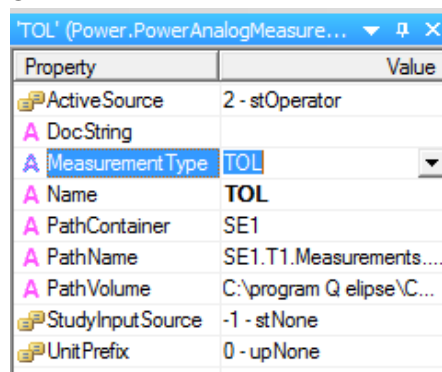 'TOL' (Power.PowerAnalogMeasure...
Property Value
ActiveSource 2 - stOperator
A DocString
A MeasurementType TOL
A Name TOL
A PathContainer SE1
A PathName SE1.T1.Measurements....
A PathVolume C:\program Q elipse\C...
StudyInputSource -1 - stNone
UnitPrefix 0 - upNone